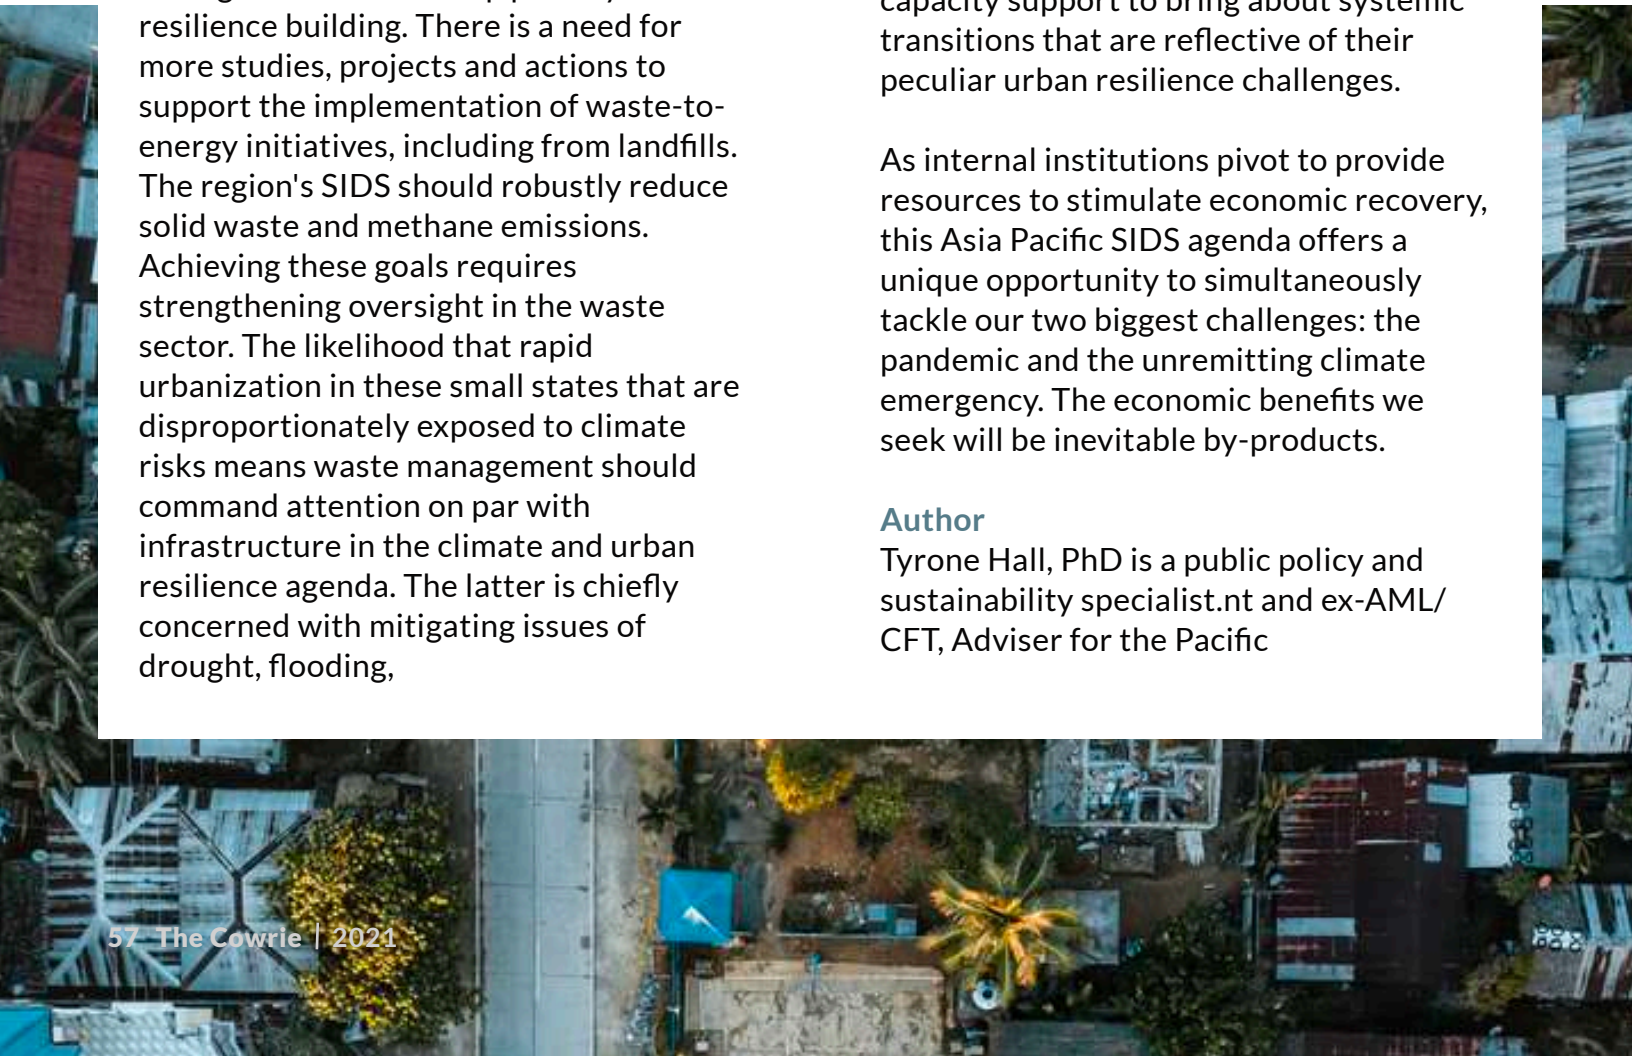 resilience building. There is a need for
more studies, projects and actions to
support the implementation of waste-to-
energy initiatives, including from landfills.
The region's SIDS should robustly reduce
solid waste and methane emissions.
Achieving these goals requires
strengthening oversight in the waste
sector. The likelihood that rapid
urbanization in these small states that are
disproportionately exposed to climate
risks means waste management should
command attention on par with
infrastructure in the climate and urban
resilience agenda. The latter is chiefly
concerned with mitigating issues of
drought, flooding,
capacity support to bring about systemic
transitions that are reflective of their
peculiar urban resilience challenges.
As internal institutions pivot to provide
resources to stimulate economic recovery,
this Asia Pacific SIDS agenda offers a
unique opportunity to simultaneously
tackle our two biggest challenges: the
pandemic and the unremitting climate
emergency. The economic benefits we
seek will be inevitable by-products.
Author
Tyrone Hall, PhD is a public policy and
sustainability specialist.nt and ex-AML/
CFT, Adviser for the Pacific
57 The Cowrie | 2021